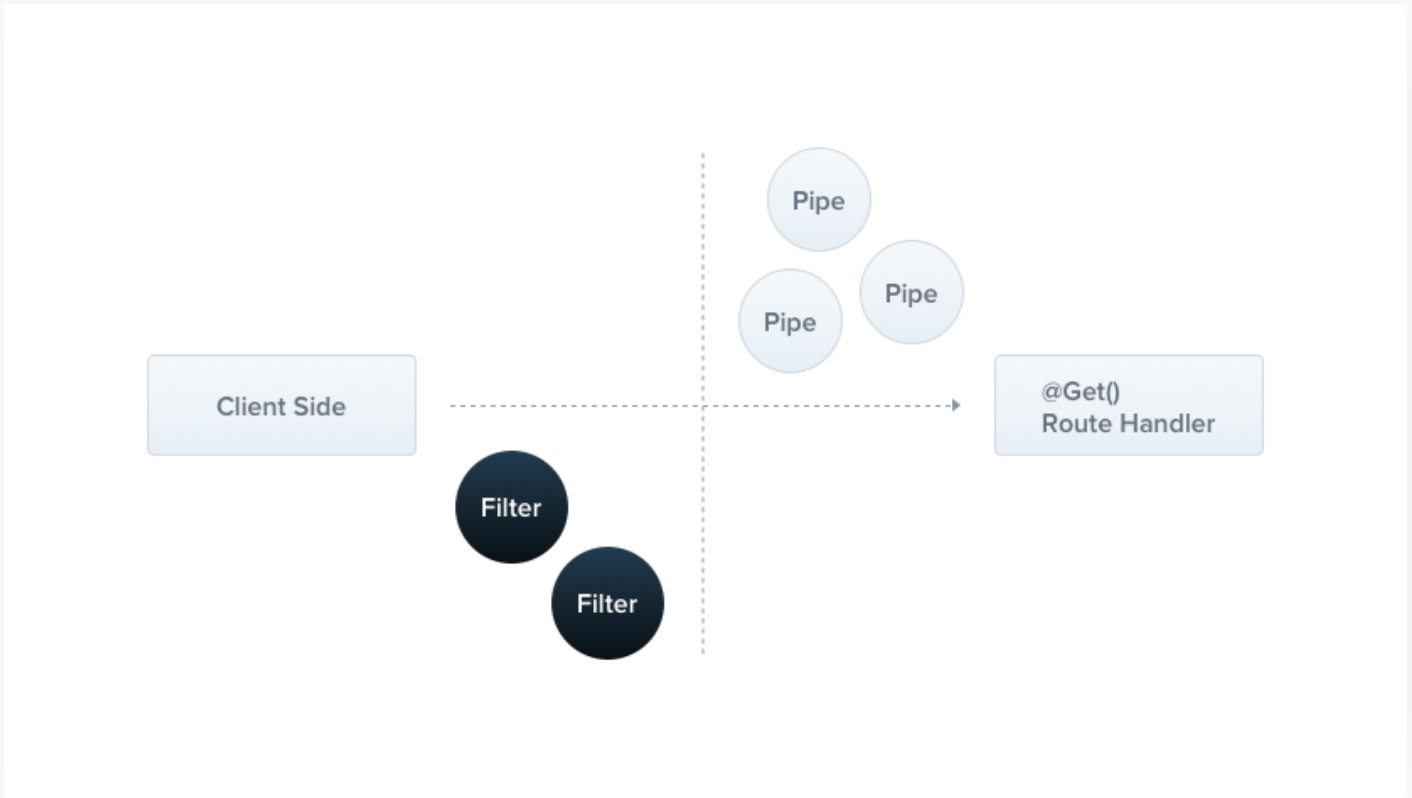 Pipe
Pipe
Pipe
Client Side
@Get()
Route Handler
Filter
Filter